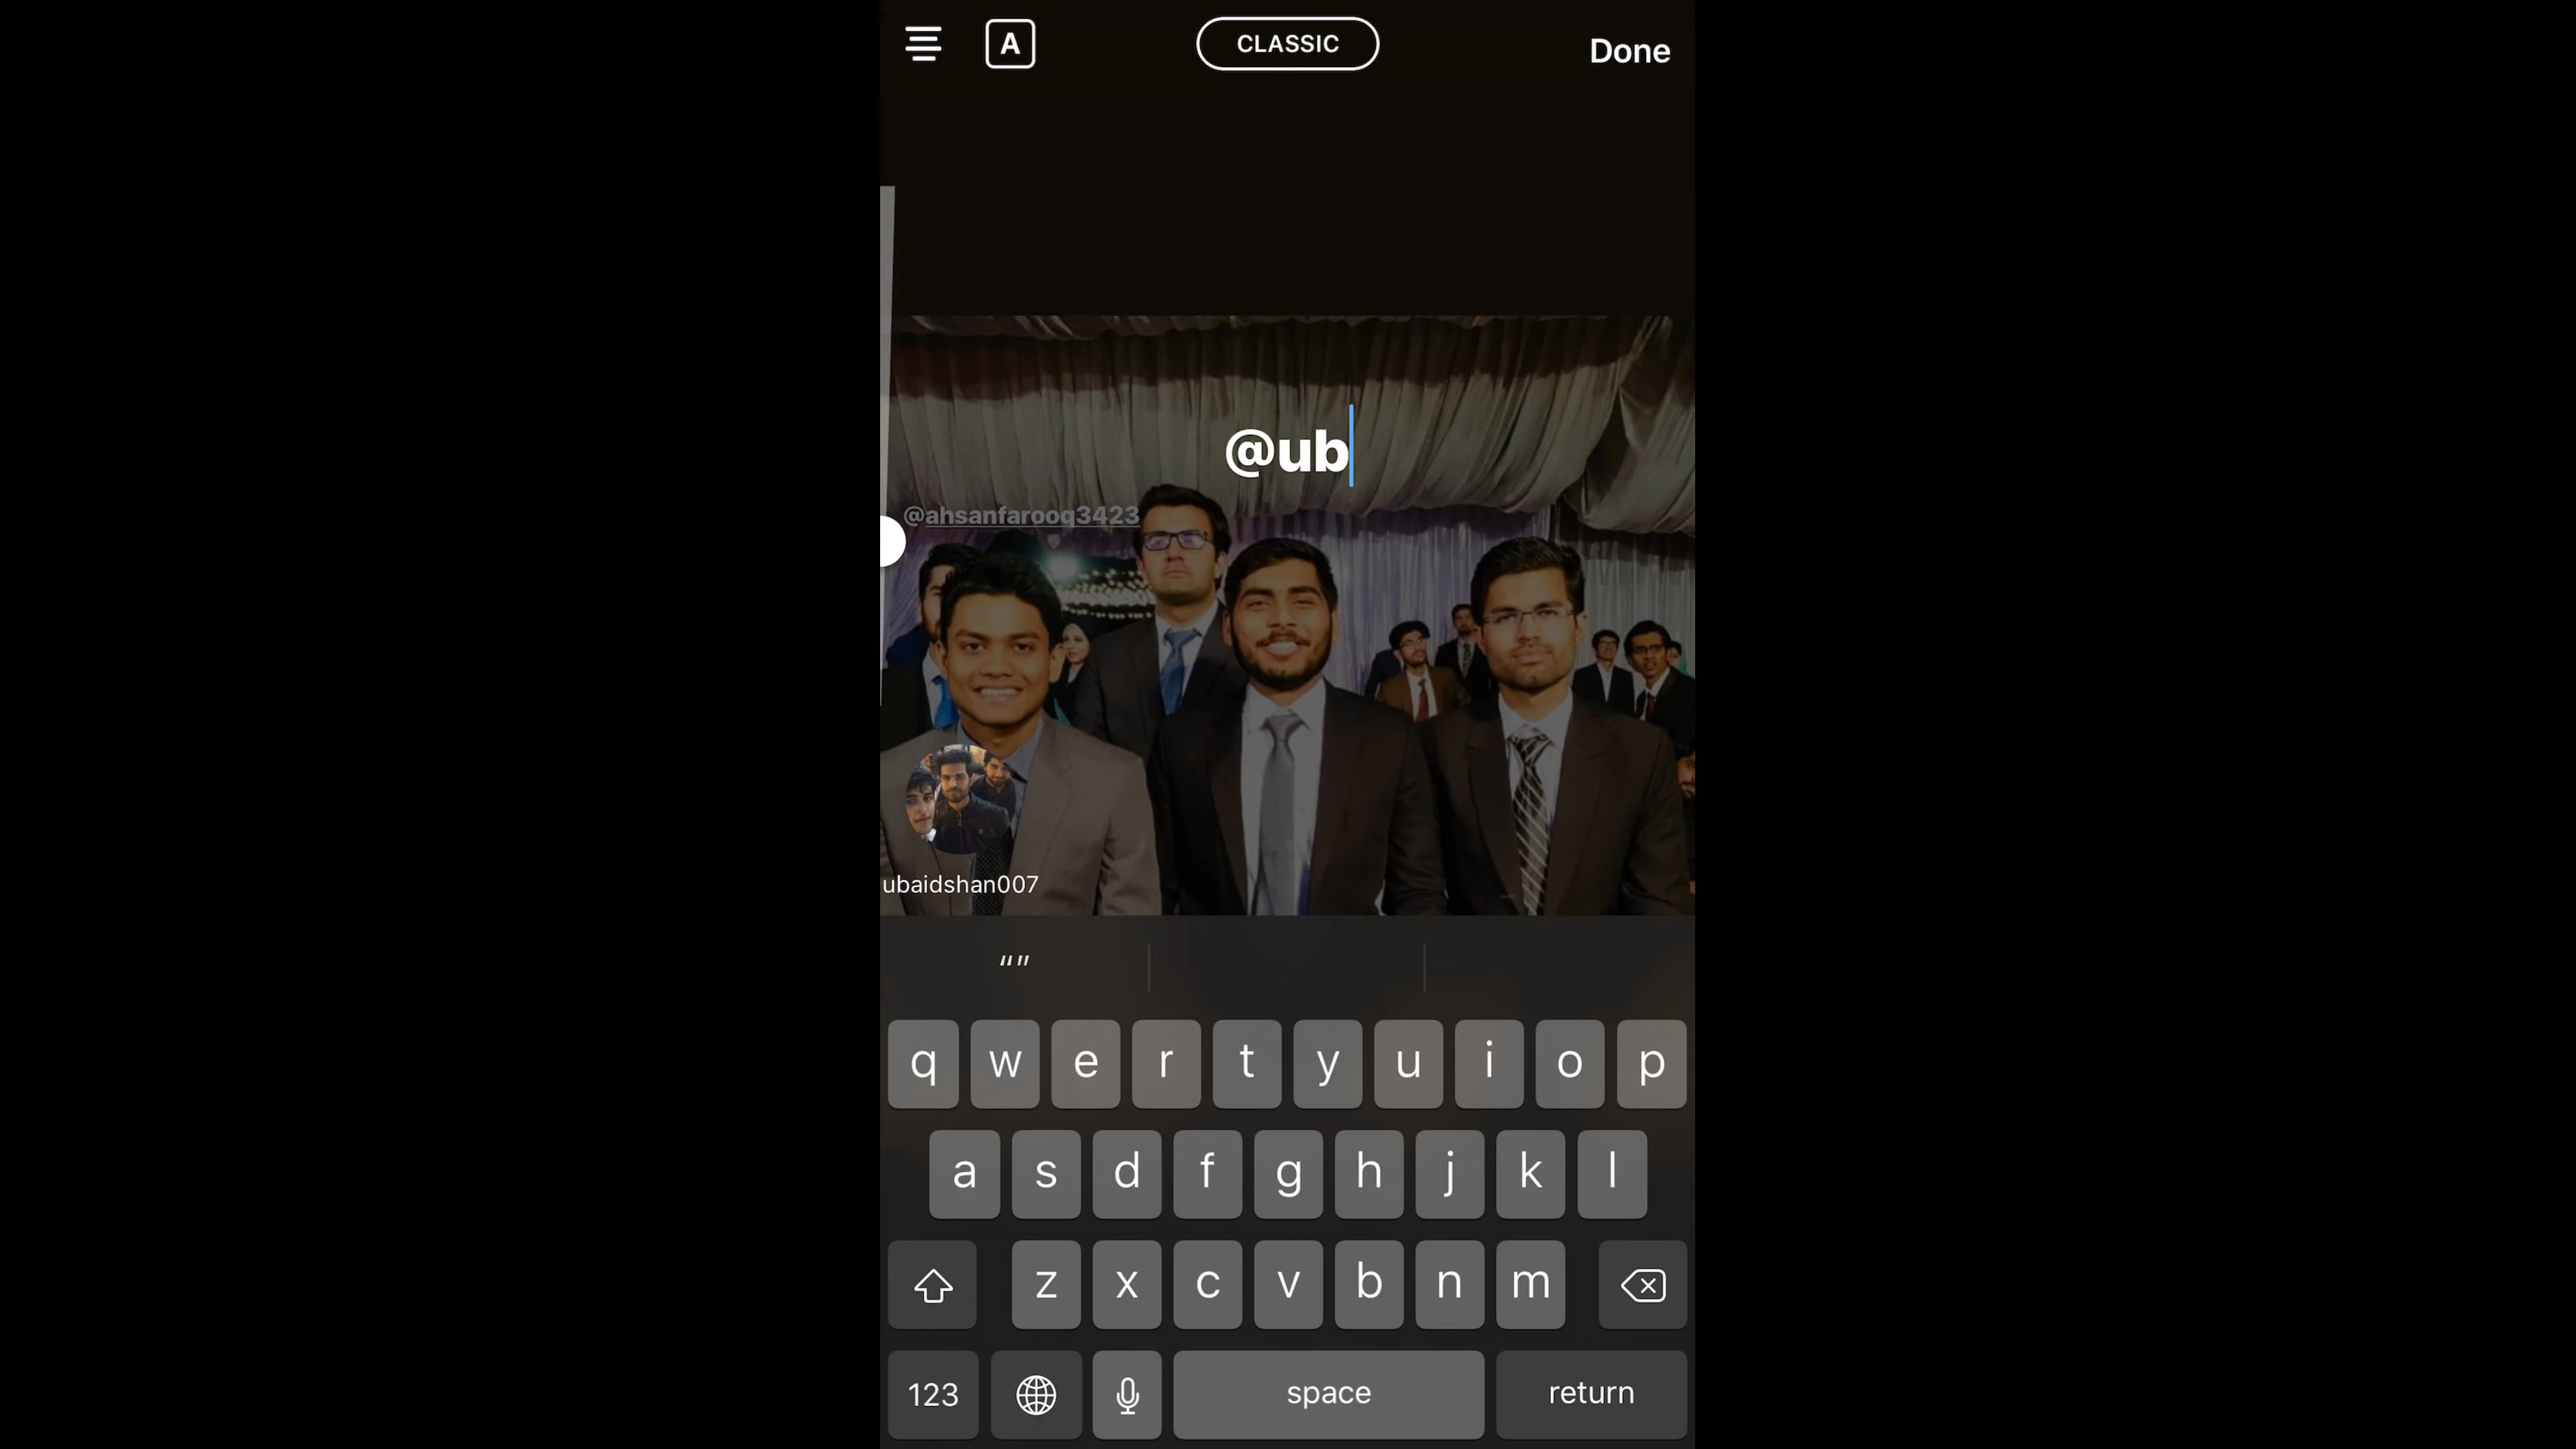 A CLASSIC Done
@ub
@ahsanfarooq3423
ubaidshan007
“”
q w e r t y u i o p
a s d f g h j k l
z x c v b n m
123 space return